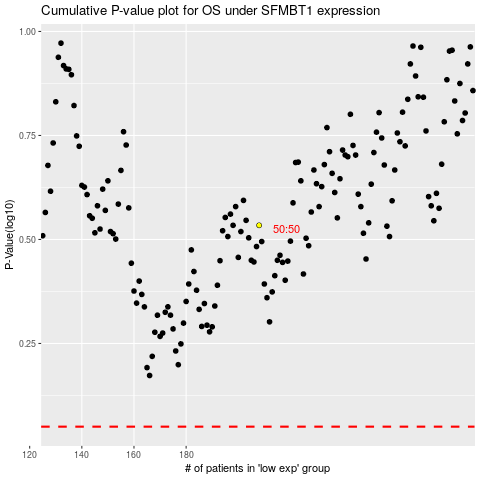 Cumulative P-value plot for OS under SFMBT1 expression
1.00
0.75
0.50
0.25
P-Value(log10)
50:50
120 140 160 180
# of patients in 'low exp' group